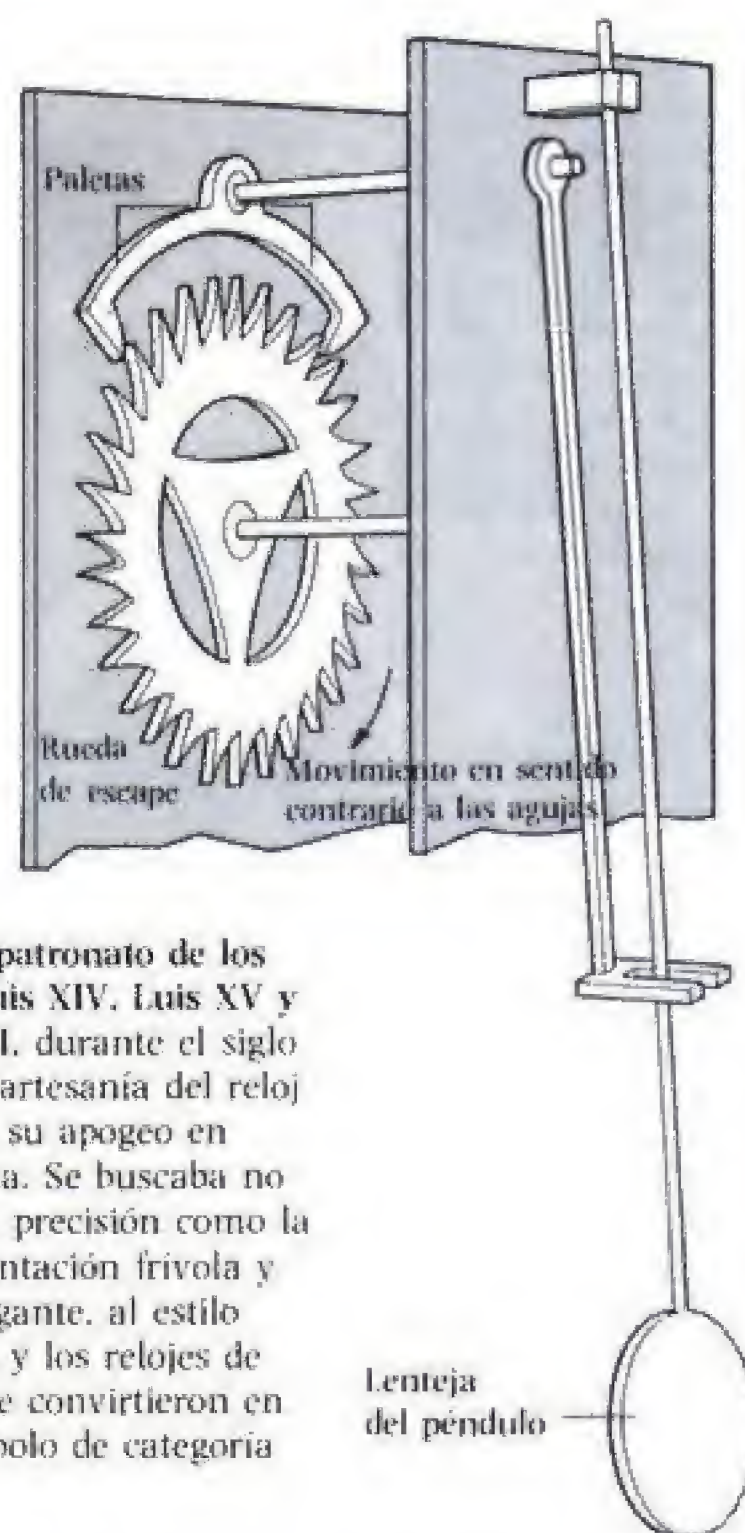 Paletas
Rueda
de escape
Movimiento en sentido
contrario a las agujas
patronato de los
uis XIV, Luis XV y
I, durante el siglo
artesanía del reloj
su apogeo en
a. Se buscaba no
precisión como la
ntación frívola y
gante, al estilo
y los relojes de
e convirtieron en
bolo de categoría
Lenteja
del péndulo